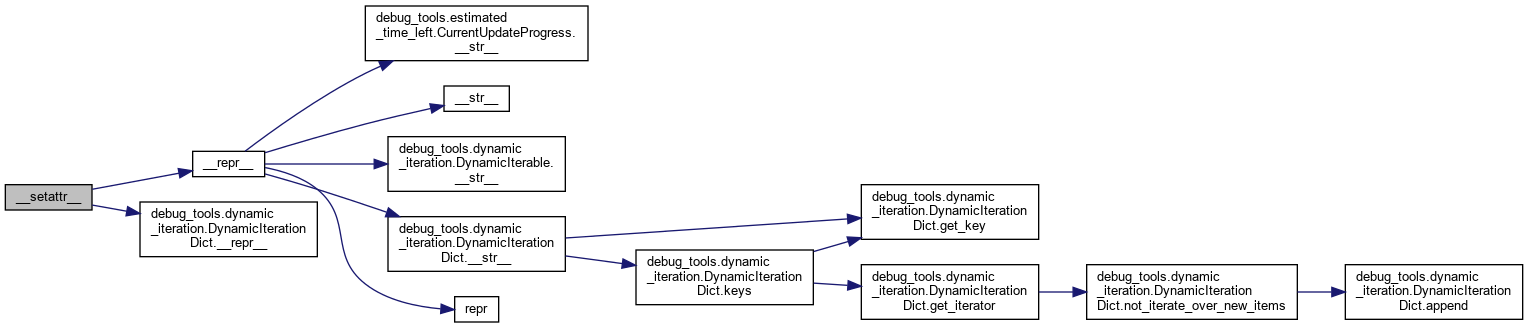 __setattr__
__repr__
debug_tools.dynamic
_iteration.DynamicIteration
Dict.__repr__
debug_tools.estimated
_time_left.CurrentUpdateProgress.
__str__
__str__
debug_tools.dynamic
_iteration.DynamicIterable.
__str__
debug_tools.dynamic
_iteration.DynamicIteration
Dict.__str__
repr
debug_tools.dynamic
_iteration.DynamicIteration
Dict.keys
debug_tools.dynamic
_iteration.DynamicIteration
Dict.get_key
debug_tools.dynamic
_iteration.DynamicIteration
Dict.get_iterator
debug_tools.dynamic
_iteration.DynamicIteration
Dict.not_iterate_over_new_items
debug_tools.dynamic
_iteration.DynamicIteration
Dict.append